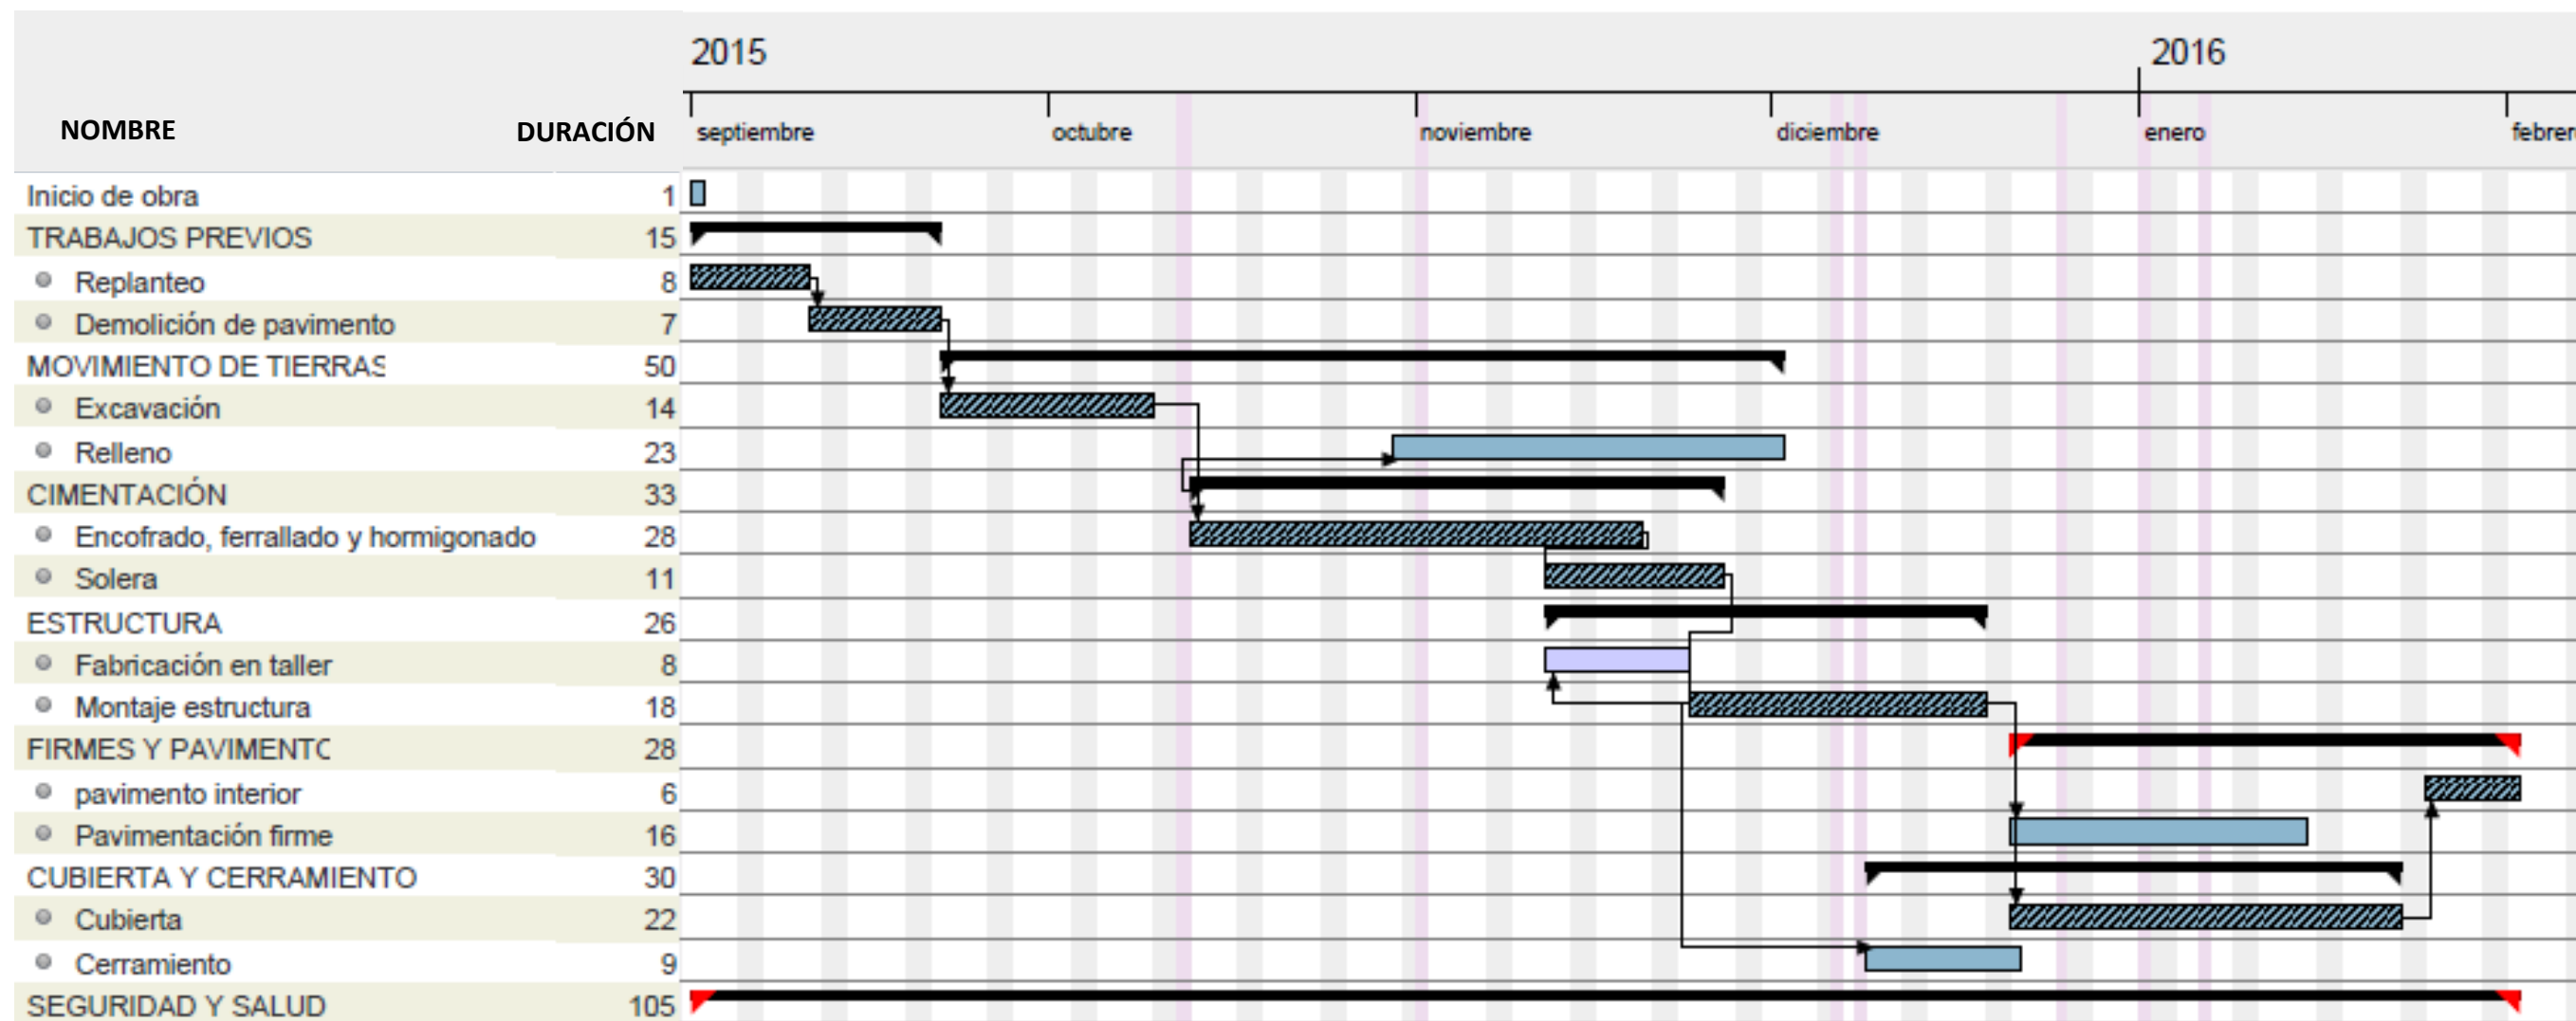 2015 2016
NOMBRE DURACIÓN septiembre octubre noviembre diciembre enero febrer
Inicio de obra 1
TRABAJOS PREVIOS 15
Replanteo 8
Demolición de pavimento 7
MOVIMIENTO DE TIERRAS 50
Excavación 14
Relleno 23
CIMENTACIÓN 33
Encofrado, ferrallado y hormigonado 28
Solera 11
ESTRUCTURA 26
Fabricación en taller 8
Montaje estructura 18
FIRMES Y PAVIMENTC 28
pavimento interior 6
Pavimentación firme 16
CUBIERTA Y CERRAMIENTO 30
Cubierta 22
Cerramiento 9
SEGURIDAD Y SALUD 105